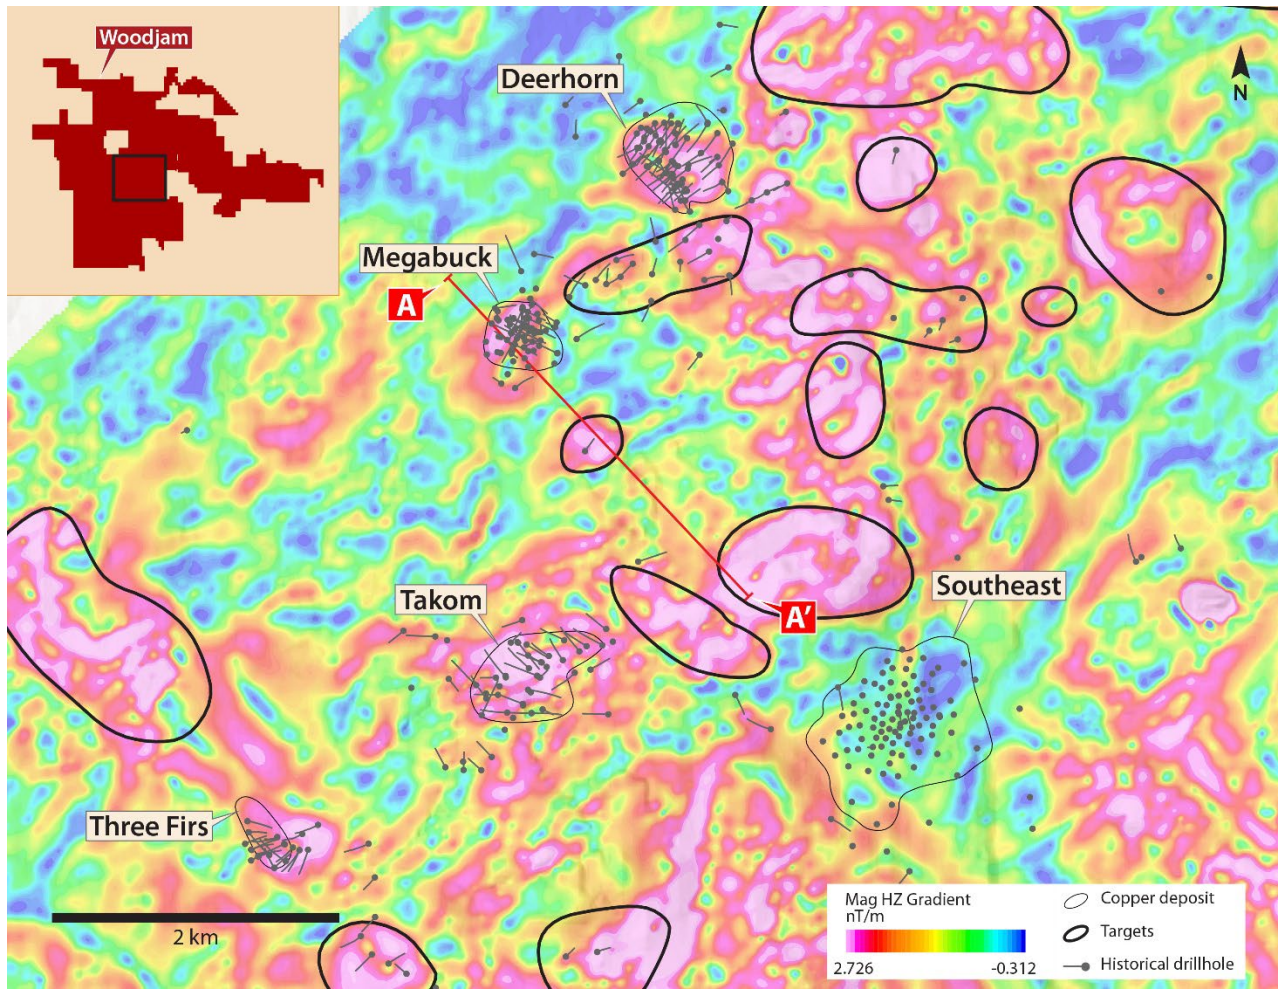 Woodjam
Deerhorn
N
Megabuck
A
Takom
Southeast
A'
Three Firs
2 km
Mag HZ Gradient
nT/m
2.726
-0.312
Copper deposit
Targets
Historical drillhole